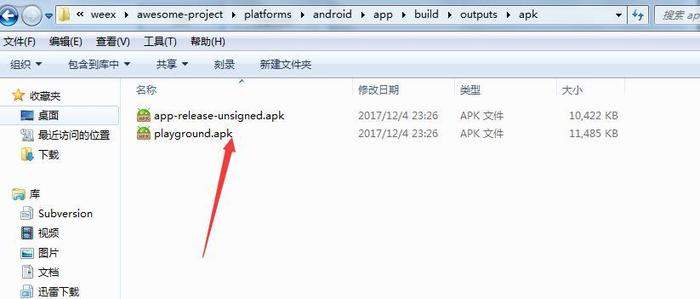 « weex ▸ awesome-project ▸ platforms ▸ android ▸ app ▸ build ▸ outputs ▸ apk
搜索 ap
文件(F) 编辑(E) 查看(V) 工具(T) 帮助(H)
组织 包含到库中 共享 刻录 新建文件夹
名称 修改日期 类型 大小
收藏夹
桌面
最近访问的位置
下载
库
Subversion
视频
图片
文档
迅雷下载
app-release-unsigned.apk 2017/12/4 23:26 APK 文件 10,422 KB
playground.apk 2017/12/4 23:26 APK 文件 11,485 KB